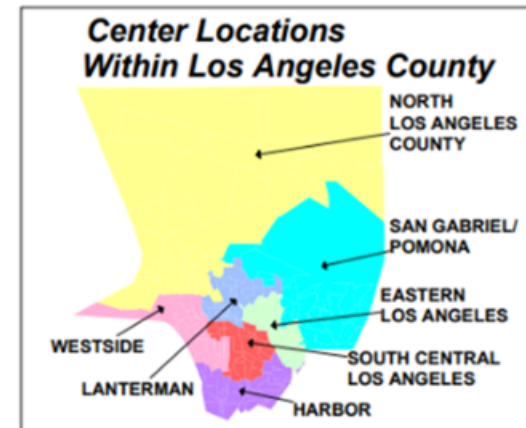 Center Locations
Within Los Angeles County
NORTH
LOS ANGELES
COUNTY
SAN GABRIEL/
POMONA
EASTERN
LOS ANGELES
WESTSIDE
SOUTH CENTRAL
LOS ANGELES
LANTERMAN
HARBOR